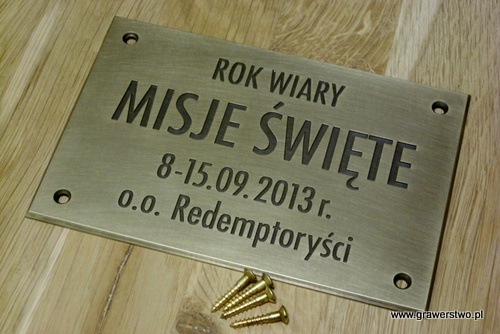 ROK WIARY
MISJE ŚWIĘTE
8-15.09.2013 r.
o.o. Redemptoryści
www.grawerstwo.pl